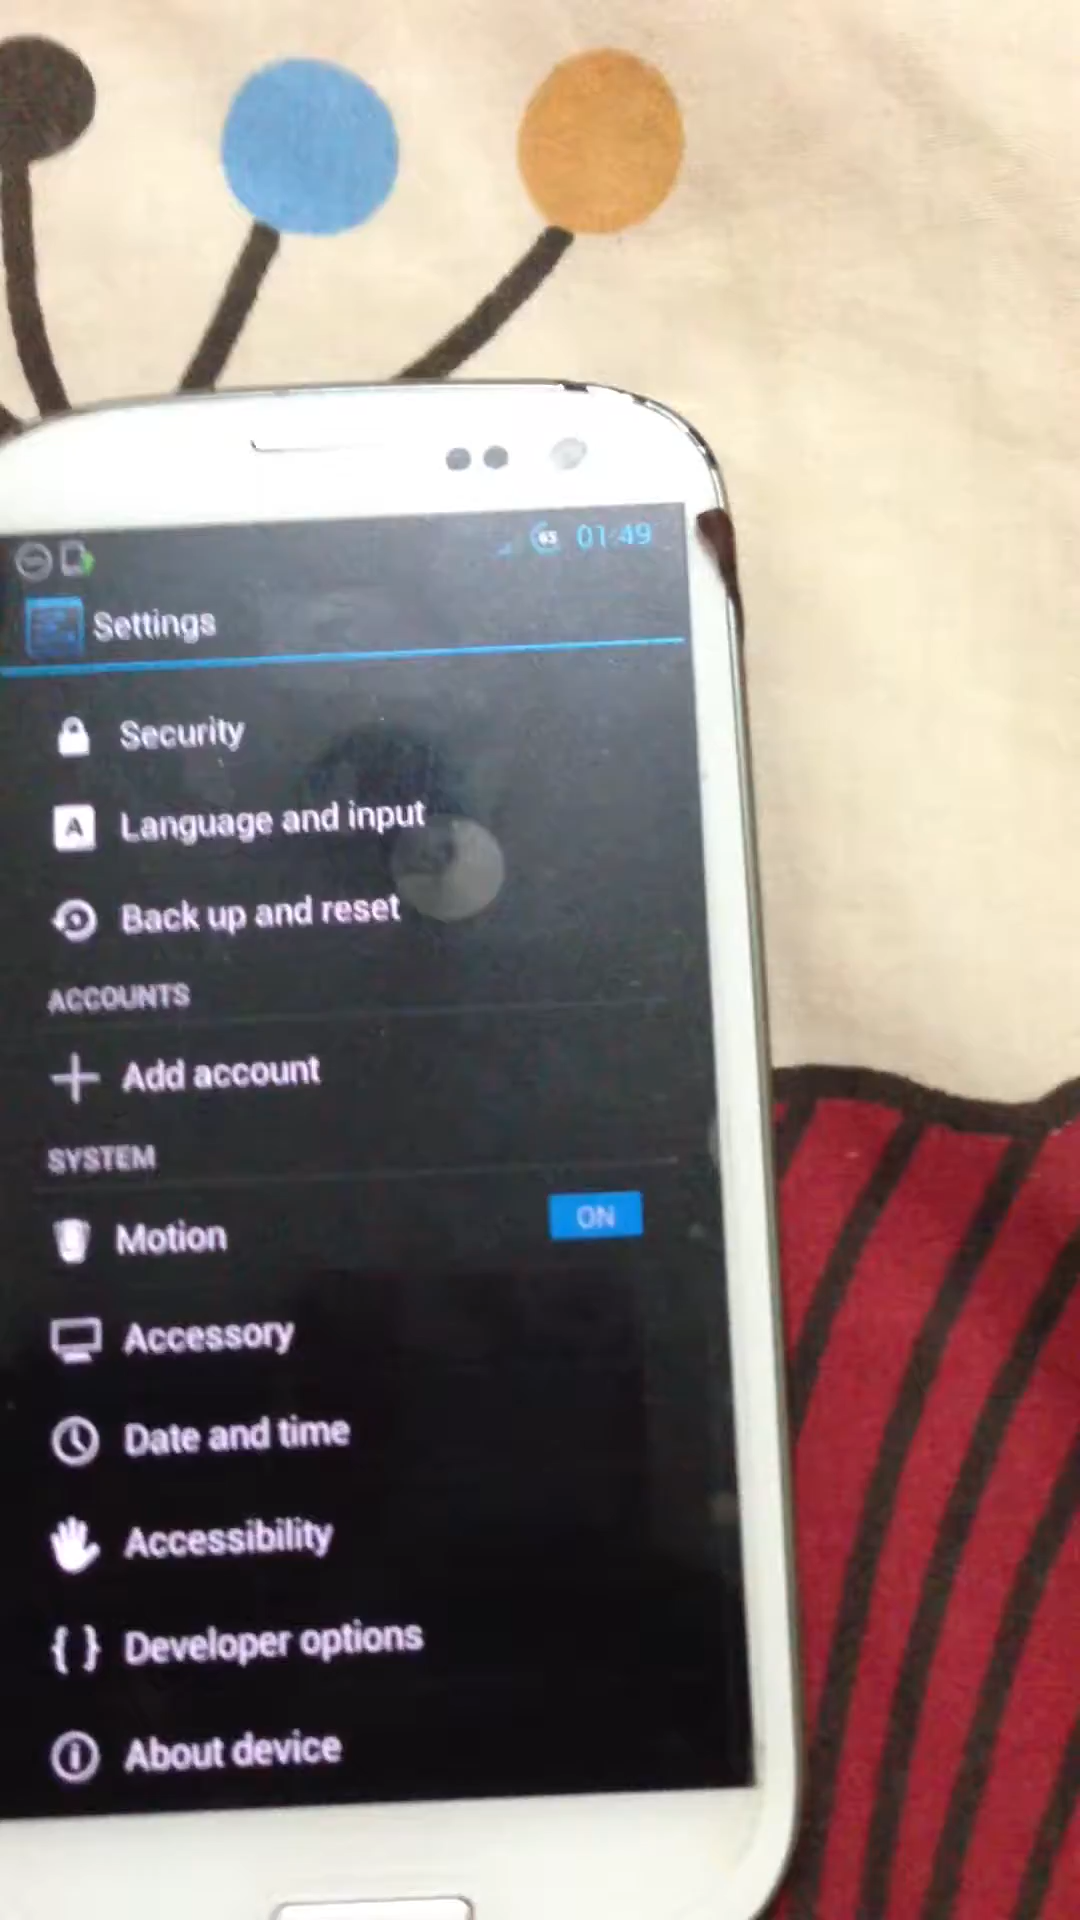 01:49
Settings
Security
Language and input
Back up and reset
ACCOUNTS
Add account
SYSTEM
Motion
ON
Accessory
Date and time
Accessibility
Developer options
About device